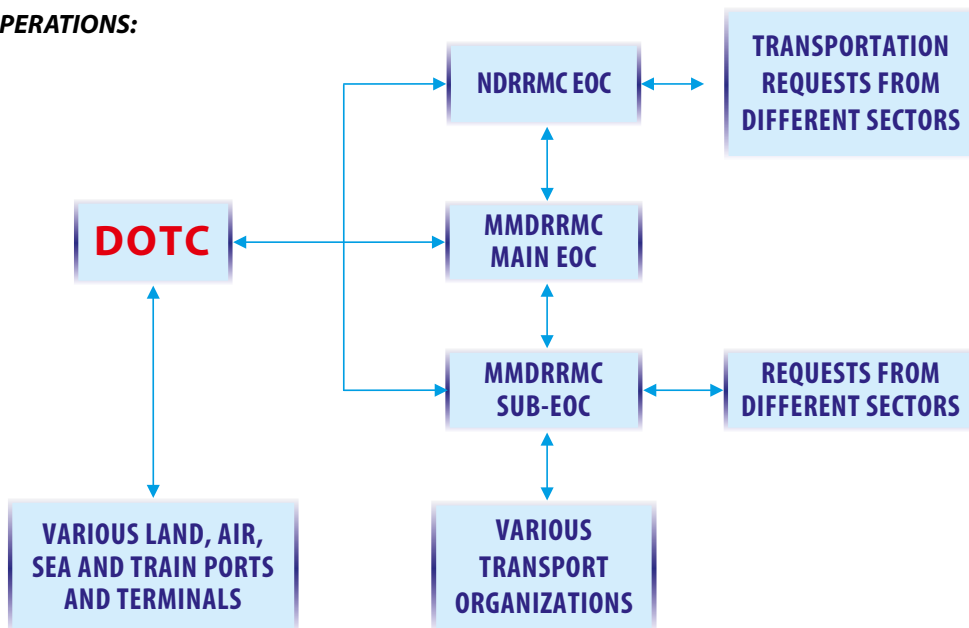 PERATIONS:
NDRRMC EOC
TRANSPORTATION
REQUESTS FROM
DIFFERENT SECTORS
DOTC
MMDRRMC
MAIN EOC
MMDRRMC
SUB-EOC
REQUESTS FROM
DIFFERENT SECTORS
VARIOUS LAND, AIR,
SEA AND TRAIN PORTS
AND TERMINALS
VARIOUS
TRANSPORT
ORGANIZATIONS